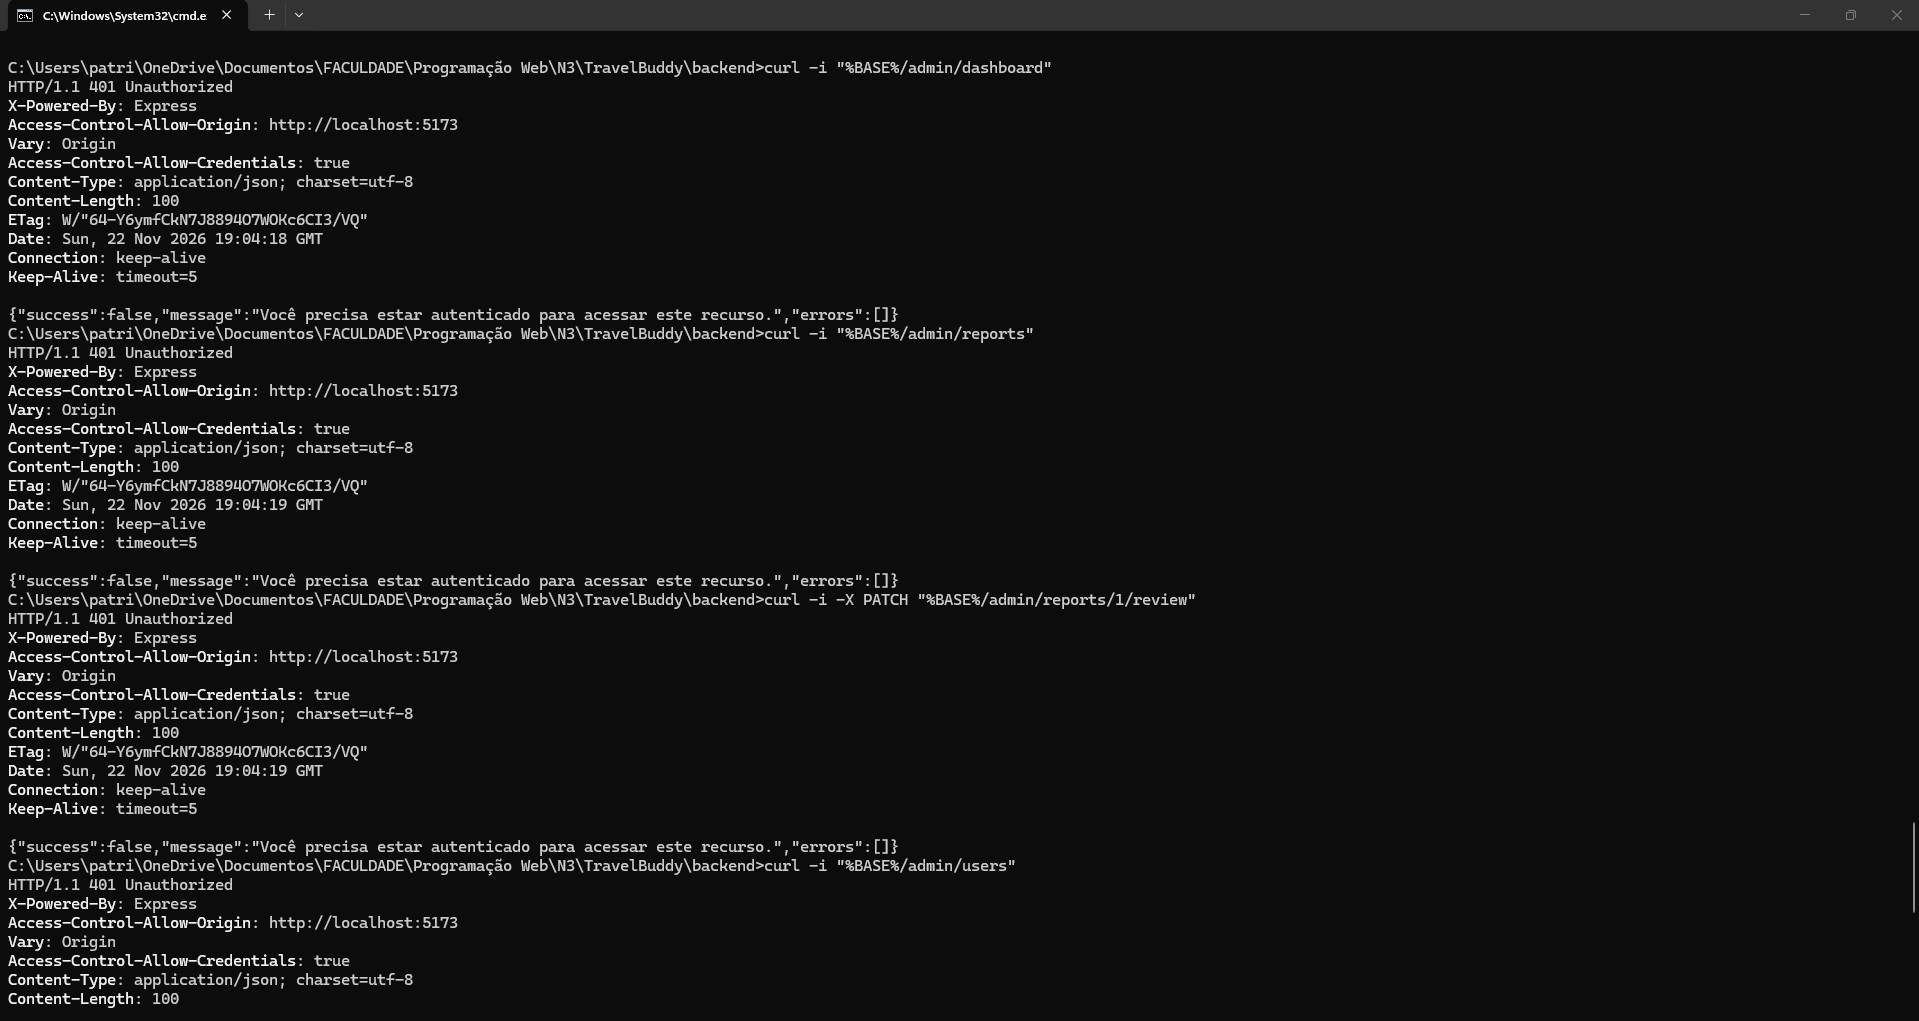 C:\Windows\System32\cmd.e
C:\Users\patri\OneDrive\Documentos\FACULDADE\Programação Web\N3\TravelBuddy\backend>curl -i "%BASE%/admin/dashboard"
HTTP/1.1 401 Unauthorized
X-Powered-By: Express
Access-Control-Allow-Origin: http://localhost:5173
Vary: Origin
Access-Control-Allow-Credentials: true
Content-Type: application/json; charset=utf-8
Content-Length: 100
ETag: W/"64-Y6ymfCkN7J8894O7WOKc6CI3/VQ"
Date: Sun, 22 Nov 2026 19:04:18 GMT
Connection: keep-alive
Keep-Alive: timeout=5
{"success":false,"message":"Você precisa estar autenticado para acessar este recurso.","errors":[]}
C:\Users\patri\OneDrive\Documentos\FACULDADE\Programação Web\N3\TravelBuddy\backend>curl -i "%BASE%/admin/reports"
HTTP/1.1 401 Unauthorized
X-Powered-By: Express
Access-Control-Allow-Origin: http://localhost:5173
Vary: Origin
Access-Control-Allow-Credentials: true
Content-Type: application/json; charset=utf-8
Content-Length: 100
ETag: W/"64-Y6ymfCkN7J8894O7WOKc6CI3/VQ"
Date: Sun, 22 Nov 2026 19:04:19 GMT
Connection: keep-alive
Keep-Alive: timeout=5
{"success":false,"message":"Você precisa estar autenticado para acessar este recurso.","errors":[]}
C:\Users\patri\OneDrive\Documentos\FACULDADE\Programação Web\N3\TravelBuddy\backend>curl -i -X PATCH "%BASE%/admin/reports/1/review"
HTTP/1.1 401 Unauthorized
X-Powered-By: Express
Access-Control-Allow-Origin: http://localhost:5173
Vary: Origin
Access-Control-Allow-Credentials: true
Content-Type: application/json; charset=utf-8
Content-Length: 100
ETag: W/"64-Y6ymfCkN7J8894O7WOKc6CI3/VQ"
Date: Sun, 22 Nov 2026 19:04:19 GMT
Connection: keep-alive
Keep-Alive: timeout=5
{"success":false,"message":"Você precisa estar autenticado para acessar este recurso.","errors":[]}
C:\Users\patri\OneDrive\Documentos\FACULDADE\Programação Web\N3\TravelBuddy\backend>curl -i "%BASE%/admin/users"
HTTP/1.1 401 Unauthorized
X-Powered-By: Express
Access-Control-Allow-Origin: http://localhost:5173
Vary: Origin
Access-Control-Allow-Credentials: true
Content-Type: application/json; charset=utf-8
Content-Length: 100